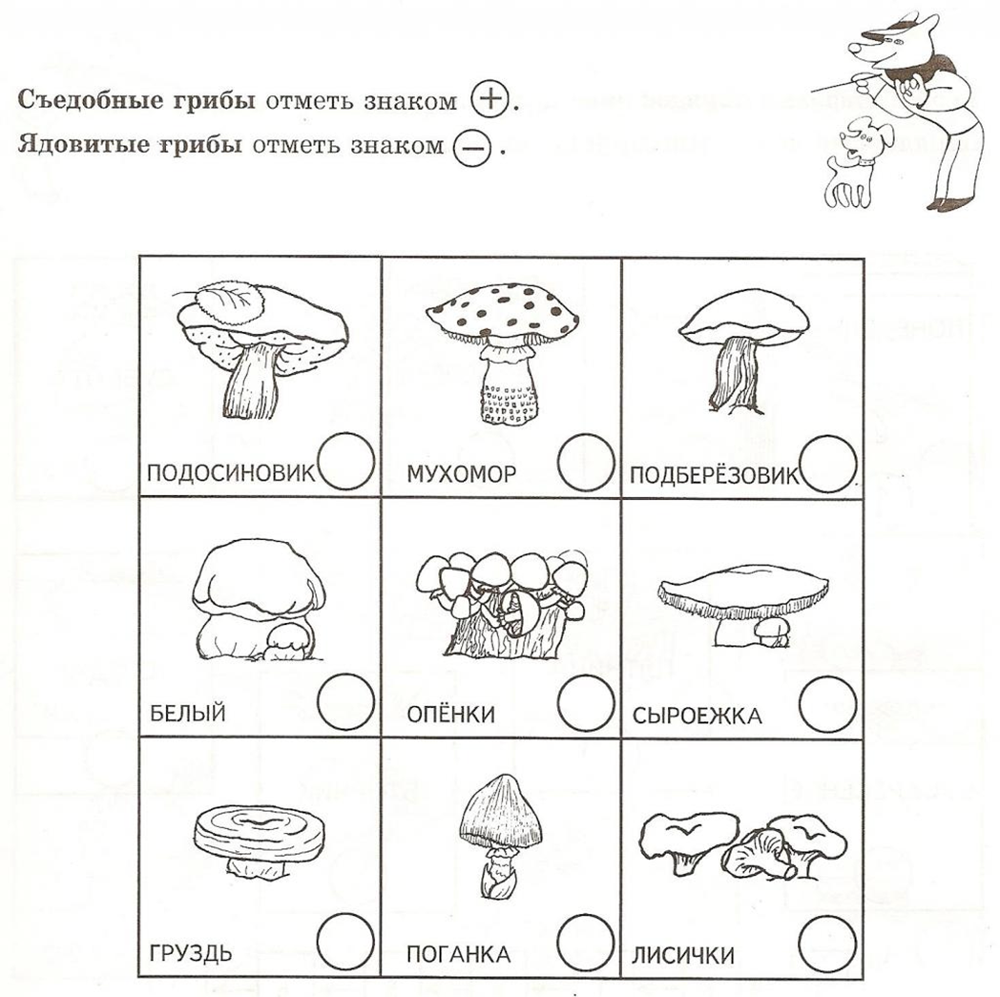 Съедобные грибы отметь знаком (+).
Ядовитые грибы отметь знаком (−).
ПОДОСИНОВИК
МУХОМОР
ПОДБЕРЁЗОВИК
БЕЛЫЙ
ОПЁНКИ
СЫРОЕЖКА
ГРУЗДЬ
ПОГАНКА
ЛИСИЧКИ